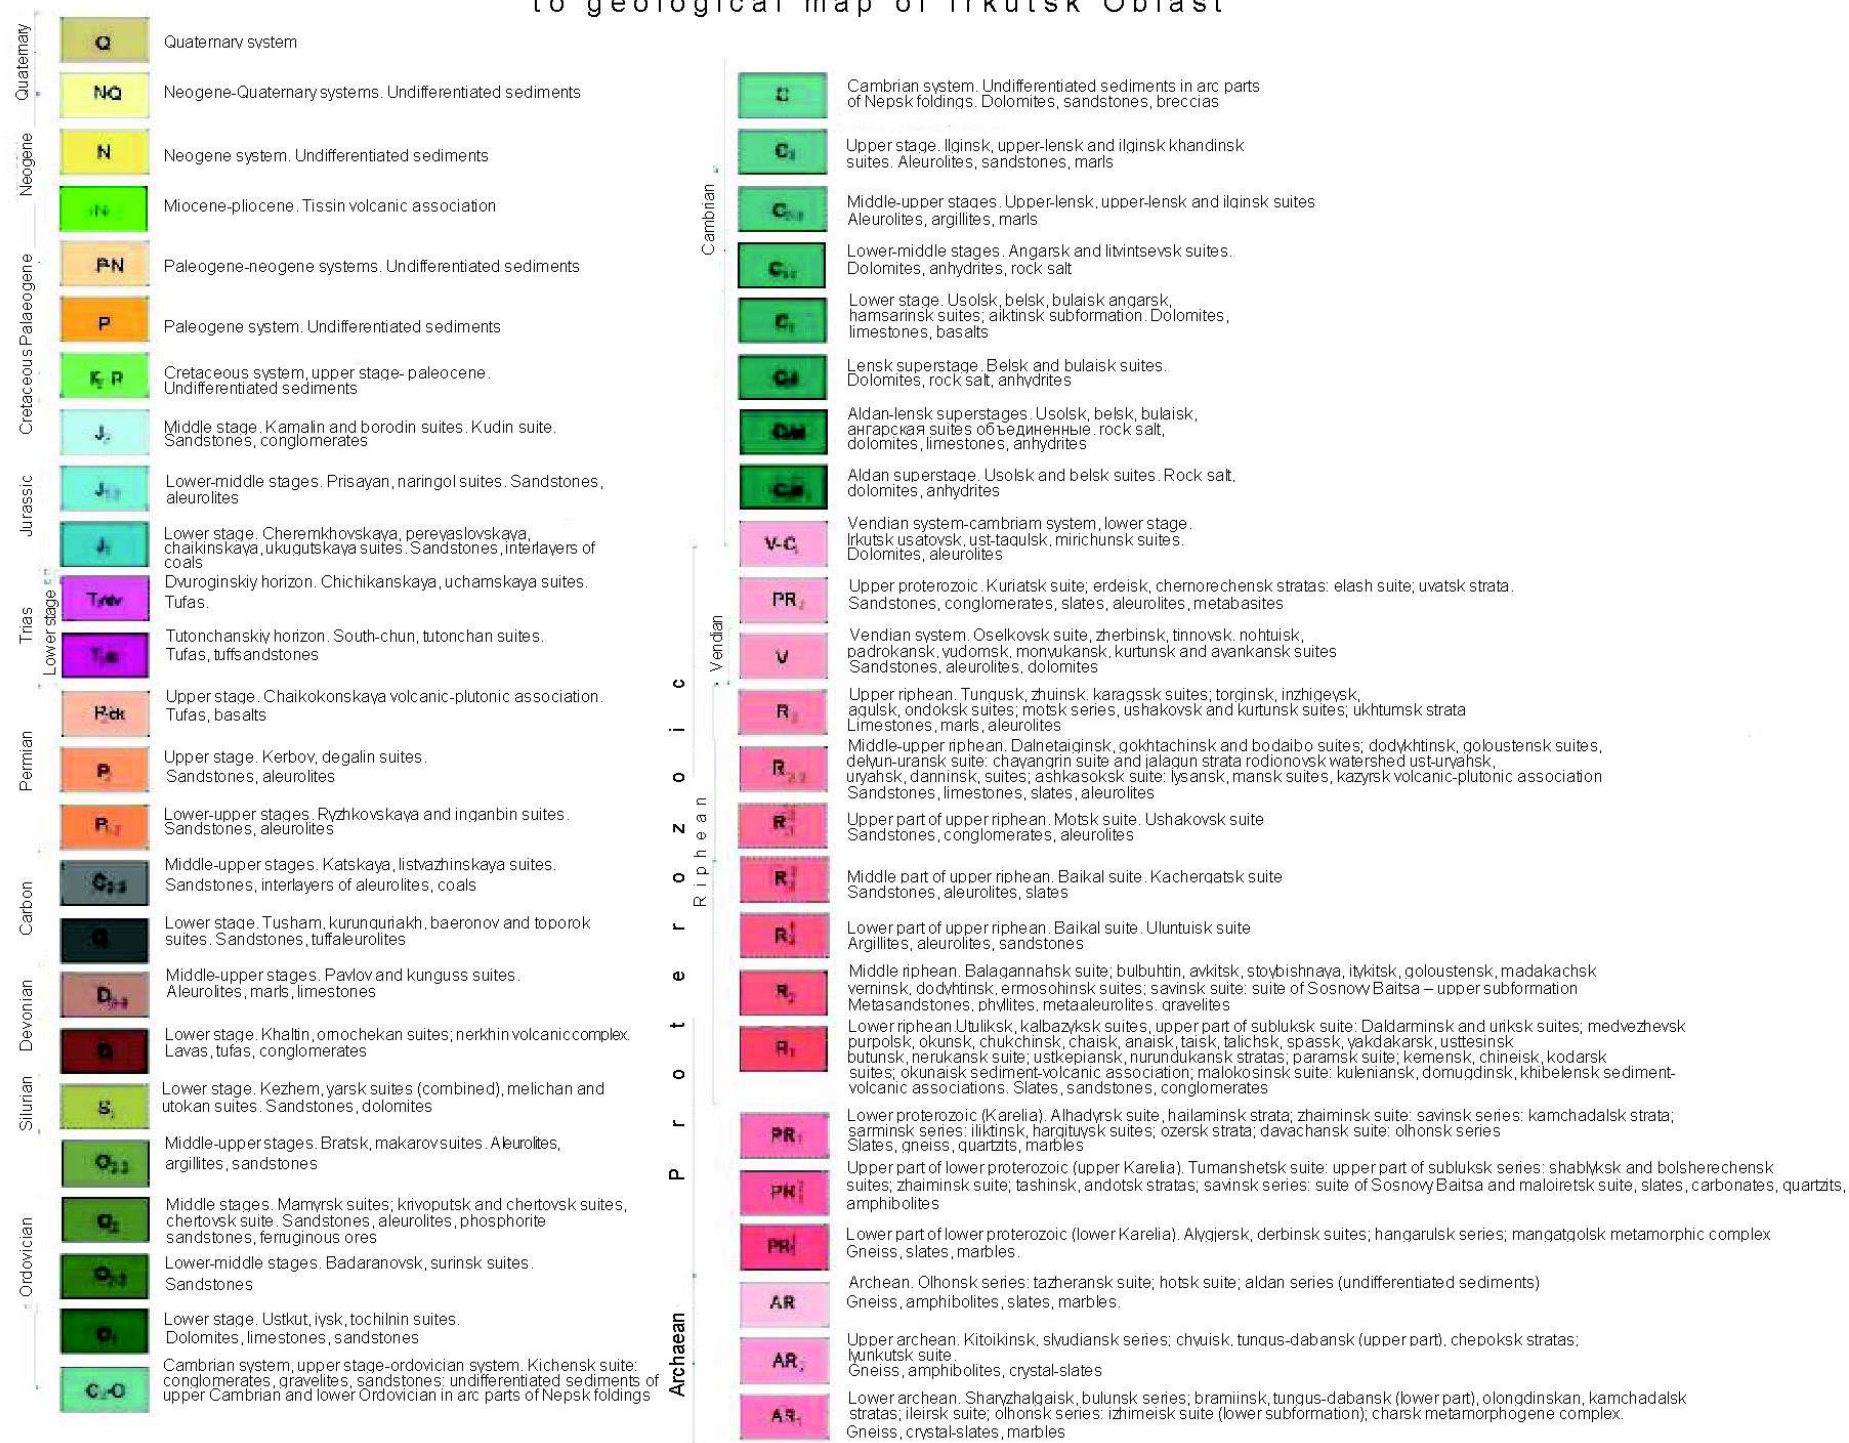 to geological map of Irkutsk Oblast
Quaternary
Neogene
Cretaceous Palaeogene
Jurassic
Trias
Lower stage
Permian
Carbon
Devonian
Silurian
Ordovician
Q
Quaternary system
NQ
Neogene-Quaternary systems. Undifferentiated sediments
N
Neogene system. Undifferentiated sediments
N
Miocene-pliocene. Tissin volcanic association
PN
Paleogene-neogene systems. Undifferentiated sediments
P
Paleogene system. Undifferentiated sediments
K2 P
Cretaceous system, upper stage- paleocene.
Undifferentiated sediments
J2
Middle stage. Kamalin and borodin suites. Kudin suite.
Sandstones, conglomerates
J1-2
Lower-middle stages. Prisayan, naringol suites. Sandstones,
aleurolites
J1
Lower stage. Cheremkhovskaya, pereyaslovskaya,
chaikinskaya, ukugutskaya suites. Sandstones, interlayers of
coals
Dvuroginskiy horizon. Chichikanskaya, uchamskaya suites.
Tufas.
Tutonchanskiy horizon. South-chun, tutonchan suites.
Tufas, tuffsandstones
P2ck
Upper stage. Chaikokonskaya volcanic-plutonic association.
Tufas, basalts
P2
Upper stage. Kerbov, degalin suites.
Sandstones, aleurolites
P1-2
Lower-upper stages. Ryzhkovskaya and inganbin suites.
Sandstones, aleurolites
C2-3
Middle-upper stages. Katskaya, listvazhinskaya suites.
Sandstones, interlayers of aleurolites, coals
Lower stage. Tusham, kurunguriakh, baeronov and toporok
suites. Sandstones, tuffaleurolites
Middle-upper stages. Pavlov and kunguss suites.
Aleurolites, marls, limestones
Lower stage. Khaltin, ornochekan suites; nerkhin volcanic complex.
Lavas, tufas, conglomerates
S1
Lower stage. Kezhem, yarsk suites (combined), melichan and
utokan suites. Sandstones, dolomites
O2-3
Middle-upper stages. Bratsk, makarov suites. Aleurolites,
argillites, sandstones
O2
Middle stages. Mamyrsk suites; krivoputsk and chertovsk suites,
chertovsk suite. Sandstones, aleurolites, phosphorite
sandstones, ferruginous ores
Lower-middle stages. Badaranovsk, surinsk suites.
Sandstones
O1
Lower stage. Ustkut, iysk, tochilnin suites.
Dolomites, limestones, sandstones
C3-O
Cambrian system, upper stage-ordovician system. Kichensk suite:
conglomerates, gravelites, sandstones: undifferentiated sediments of
upper Cambrian and lower Ordovician in arc parts of Nepsk foldings
Cambrian
Vendian
Riphean
Proterozoic
Archaean
Cambrian system. Undifferentiated sediments in arc parts
of Nepsk foldings. Dolomites, sandstones, breccias
C3
Upper stage. Ilginsk, upper-lensk and ilginsk khandinsk
suites. Aleurolites, sandstones, marls
C2-3
Middle-upper stages. Upper-lensk, upper-lensk and ilginsk suites
Aleurolites, argillites, marls
C1-2
Lower-middle stages. Angarsk and litvintsevsk suites.
Dolomites, anhydrites, rock salt
C1
Lower stage. Usolsk, belsk, bulaisk angarsk,
hamsarinsk suites; aiktinsk subformation. Dolomites,
limestones, basalts
Lensk superstage. Belsk and bulaisk suites.
Dolomites, rock salt, anhydrites
Aldan-lensk superstages. Usolsk, belsk, bulaisk,
ангарская suites объединенные. rock salt,
dolomites, limestones, anhydrites
Aldan superstage. Usolsk and belsk suites. Rock salt,
dolomites, anhydrites
V-C1
Vendian system-cambriam system, lower stage.
Irkutsk usatovsk, ust-tagulsk, mirichunsk suites.
Dolomites, aleurolites
PR2
Upper proterozoic. Kuriatsk suite; erdeisk, chernorechensk stratas: elash suite; uvatsk strata.
Sandstones, conglomerates, slates, aleurolites, metabasites
V
Vendian system. Oselkovsk suite, zherbinsk, tinnovsk. nohtuisk,
padrokansk, yudomsk, monyukansk, kurtunsk and ayankansk suites
Sandstones, aleurolites, dolomites
R3
Upper riphean. Tungusk, zhuinsk. karagssk suites; torginsk, inzhigeysk,
agulsk, ondoksk suites; motsk series, ushakovsk and kurtunsk suites; ukhtumsk strata
Limestones, marls, aleurolites
R2-3
Middle-upper riphean. Dalnetaiginsk, gokhtachinsk and bodaibo suites; dodykhtinsk, goloustensk suites,
delyun-uransk suite: chayangrin suite and jalagun strata rodionovsk watershed ust-uryahsk,
uryahsk, danninsk, suites; ashkasoksk suite: lysansk, mansk suites, kazyrsk volcanic-plutonic association
Sandstones, limestones, slates, aleurolites
Upper part of upper riphean. Motsk suite. Ushakovsk suite
Sandstones, conglomerates, aleurolites
Middle part of upper riphean. Baikal suite. Kachergatsk suite
Sandstones, aleurolites, slates
Lower part of upper riphean. Baikal suite. Uluntuisk suite
Argillites, aleurolites, sandstones
R2
Middle riphean. Balagannahsk suite; bulbuhtin, avkitsk, stoybishnaya, itykitsk, goloustensk, madakachsk
verninsk, dodyhtinsk, ermosohinsk suites; savinsk suite: suite of Sosnovy Baitsa – upper subformation
Metasandstones, phyllites, metaaleurolites. gravelites
R1
Lower riphean.Utuliksk, kalbazyksk suites, upper part of subluksk suite: Daldarminsk and uriksk suites; medvezhevsk
purpolsk, okunsk, chukchinsk, chaisk, anaisk, taisk, talichsk, spassk, yakdakarsk, usttesinsk
butunsk, nerukansk suite; ustkepiansk, nurundukansk stratas; paramsk suite; kemensk, chineisk, kodarsk
suites; okunaisk sediment-volcanic association; malokosinsk suite: kuleniansk, domugdinsk, khibelensk sediment-
volcanic associations. Slates, sandstones, conglomerates
PR1
Lower proterozoic (Karelia). Alhadyrsk suite, hailaminsk strata; zhaiminsk suite: savinsk series: kamchadalsk strata;
sarminsk series: iliktinsk, hargituysk suites; ozersk strata; davachansk suite: olhonsk series
Slates, gneiss, quartzits, marbles
Upper part of lower proterozoic (upper Karelia). Tumanshetsk suite: upper part of subluksk series: shablyksk and bolsherechensk
suites; zhaiminsk suite; tashinsk, andotsk stratas; savinsk series: suite of Sosnovy Baitsa and maloiretsk suite, slates, carbonates, quartzits,
amphibolites
Lower part of lower proterozoic (lower Karelia). Alygjersk, derbinsk suites; hangarulsk series; mangatgolsk metamorphic complex
Gneiss, slates, marbles.
AR
Archean. Olhonsk series: tazheransk suite; hotsk suite; aldan series (undifferentiated sediments)
Gneiss, amphibolites, slates, marbles.
AR2
Upper archean. Kitoikinsk, slyudiansk series; chyuisk, tungus-dabansk (upper part), chepoksk stratas;
lyunkutsk suite.
Gneiss, amphibolites, crystal-slates
AR1
Lower archean. Sharyzhalgaisk, bulunsk series; bramiinsk, tungus-dabansk (lower part), olongdinskan, kamchadalsk
stratas; ileirsk suite; olhonsk series: izhimeisk suite (lower subformation); charsk metamorphogene complex.
Gneiss, crystal-slates, marbles